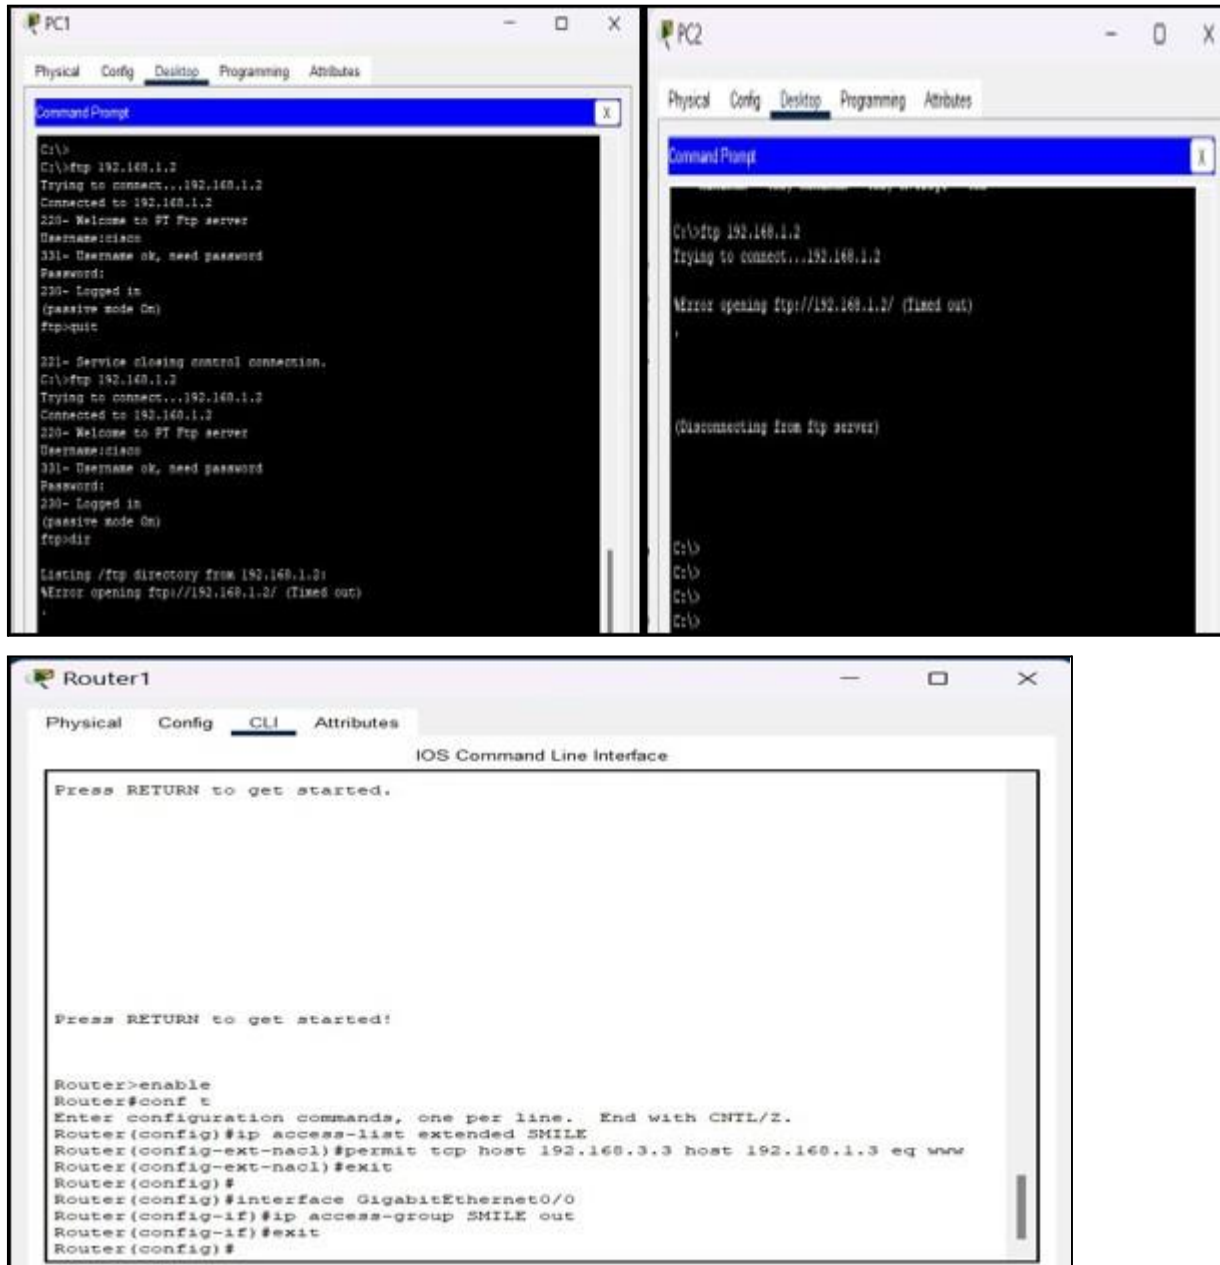 PC1
Physical Config Desktop Programming Attributes
Command Prompt
X
C:\>
C:\>ftp 192.168.1.2
Trying to connect...192.168.1.2
Connected to 192.168.1.2
220- Welcome to PT Ftp server
Username:cisco
331- Username ok, need password
Password:
230- Logged in
(passive mode On)
ftp>quit
221- Service closing control connection.
C:\>ftp 192.168.1.2
Trying to connect...192.168.1.2
Connected to 192.168.1.2
220- Welcome to PT Ftp server
Username:cisco
331- Username ok, need password
Password:
230- Logged in
(passive mode On)
ftp>dir
Listing /ftp directory from 192.168.1.2:
%Error opening ftp://192.168.1.2/ (Timed out)
.
PC2
Physical Config Desktop Programming Attributes
Command Prompt
X
C:\>ftp 192.168.1.2
Trying to connect...192.168.1.2
%Error opening ftp://192.168.1.2/ (Timed out)
.
(Disconnecting from ftp server)
C:\>
C:\>
C:\>
C:\>
Router1
Physical Config CLI Attributes
IOS Command Line Interface
Press RETURN to get started.
Press RETURN to get started!
Router>enable
Router#conf t
Enter configuration commands, one per line. End with CNTL/Z.
Router(config)#ip access-list extended SMILE
Router(config-ext-nacl)#permit tcp host 192.168.3.3 host 192.168.1.3 eq www
Router(config-ext-nacl)#exit
Router(config)#
Router(config)#interface GigabitEthernet0/0
Router(config-if)#ip access-group SMILE out
Router(config-if)#exit
Router(config)#